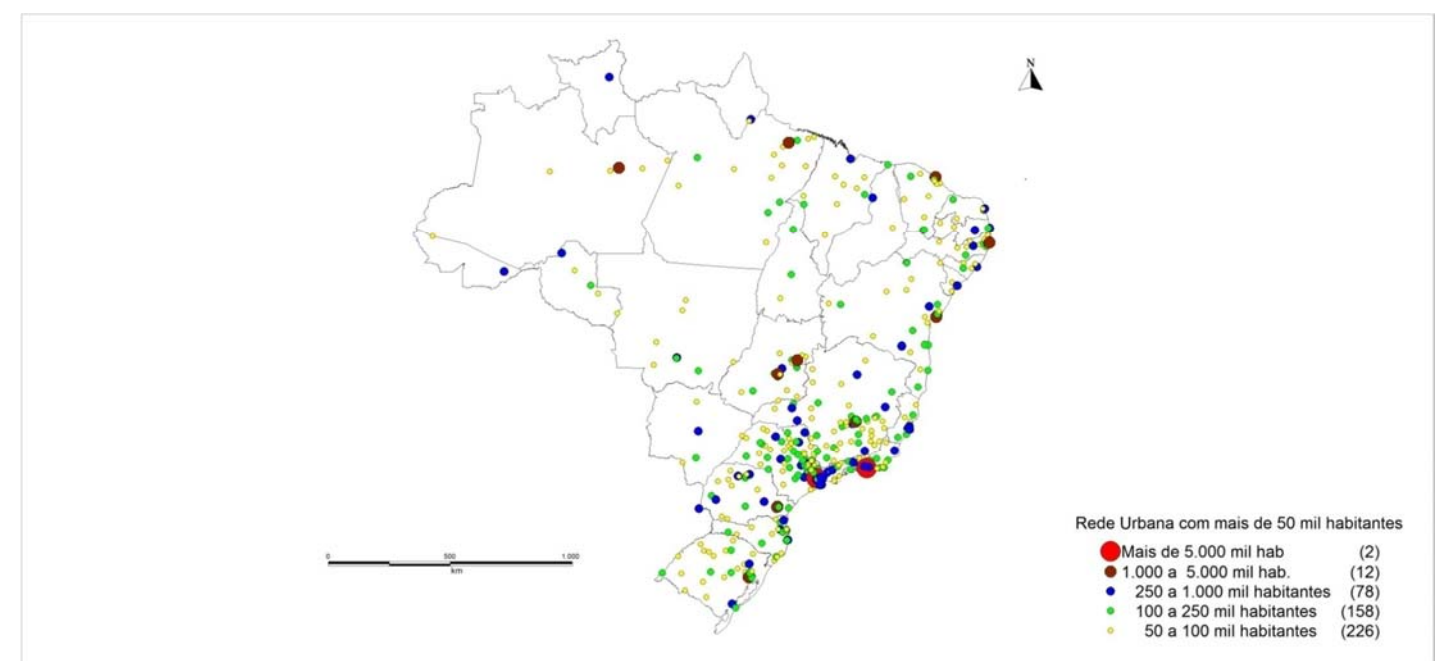 N
0 500 1.000
km
Rede Urbana com mais de 50 mil habitantes
Mais de 5.000 mil hab (2)
1.000 a 5.000 mil hab. (12)
250 a 1.000 mil habitantes (78)
100 a 250 mil habitantes (158)
50 a 100 mil habitantes (226)